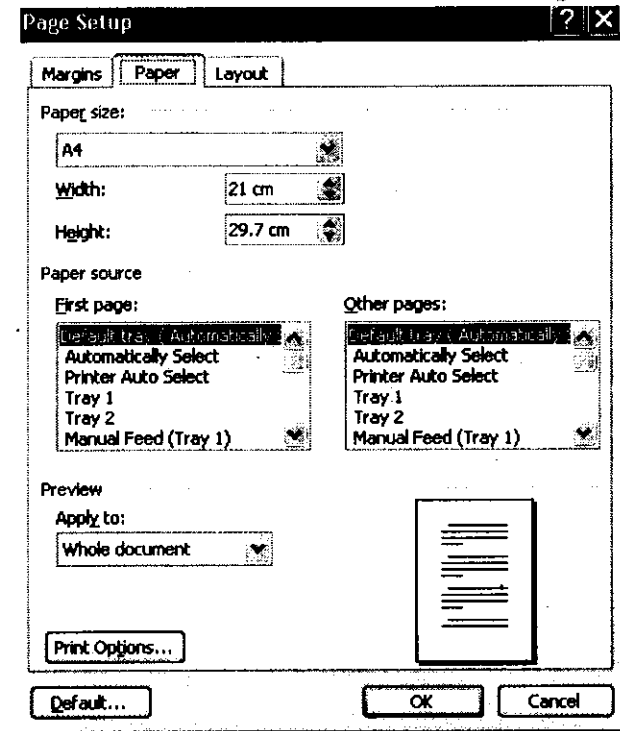 Page Setup
? X
Margins Paper Layout
Paper size:
A4
Width: 21 cm
Height: 29.7 cm
Paper source
First page: Other pages:
Default tray (Automatically Default tray (Automatically
Automatically Select Automatically Select
Printer Auto Select Printer Auto Select
Tray 1 Tray 1
Tray 2 Tray 2
Manual Feed (Tray 1) Manual Feed (Tray 1)
Preview
Apply to:
Whole document
Print Options...
Default... OK Cancel